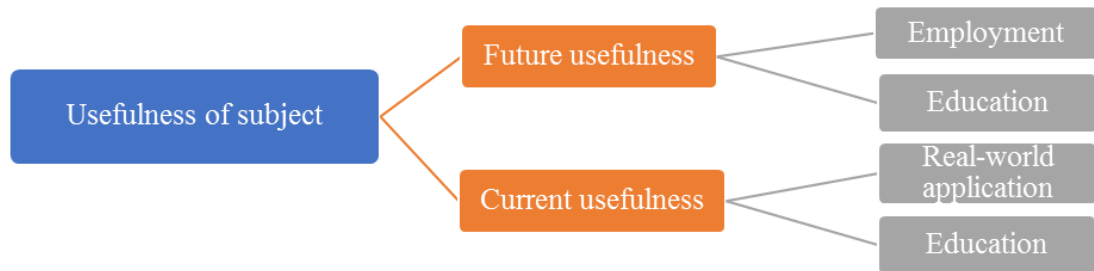 Usefulness of subject
Future usefulness
Employment
Education
Current usefulness
Real-world
application
Education